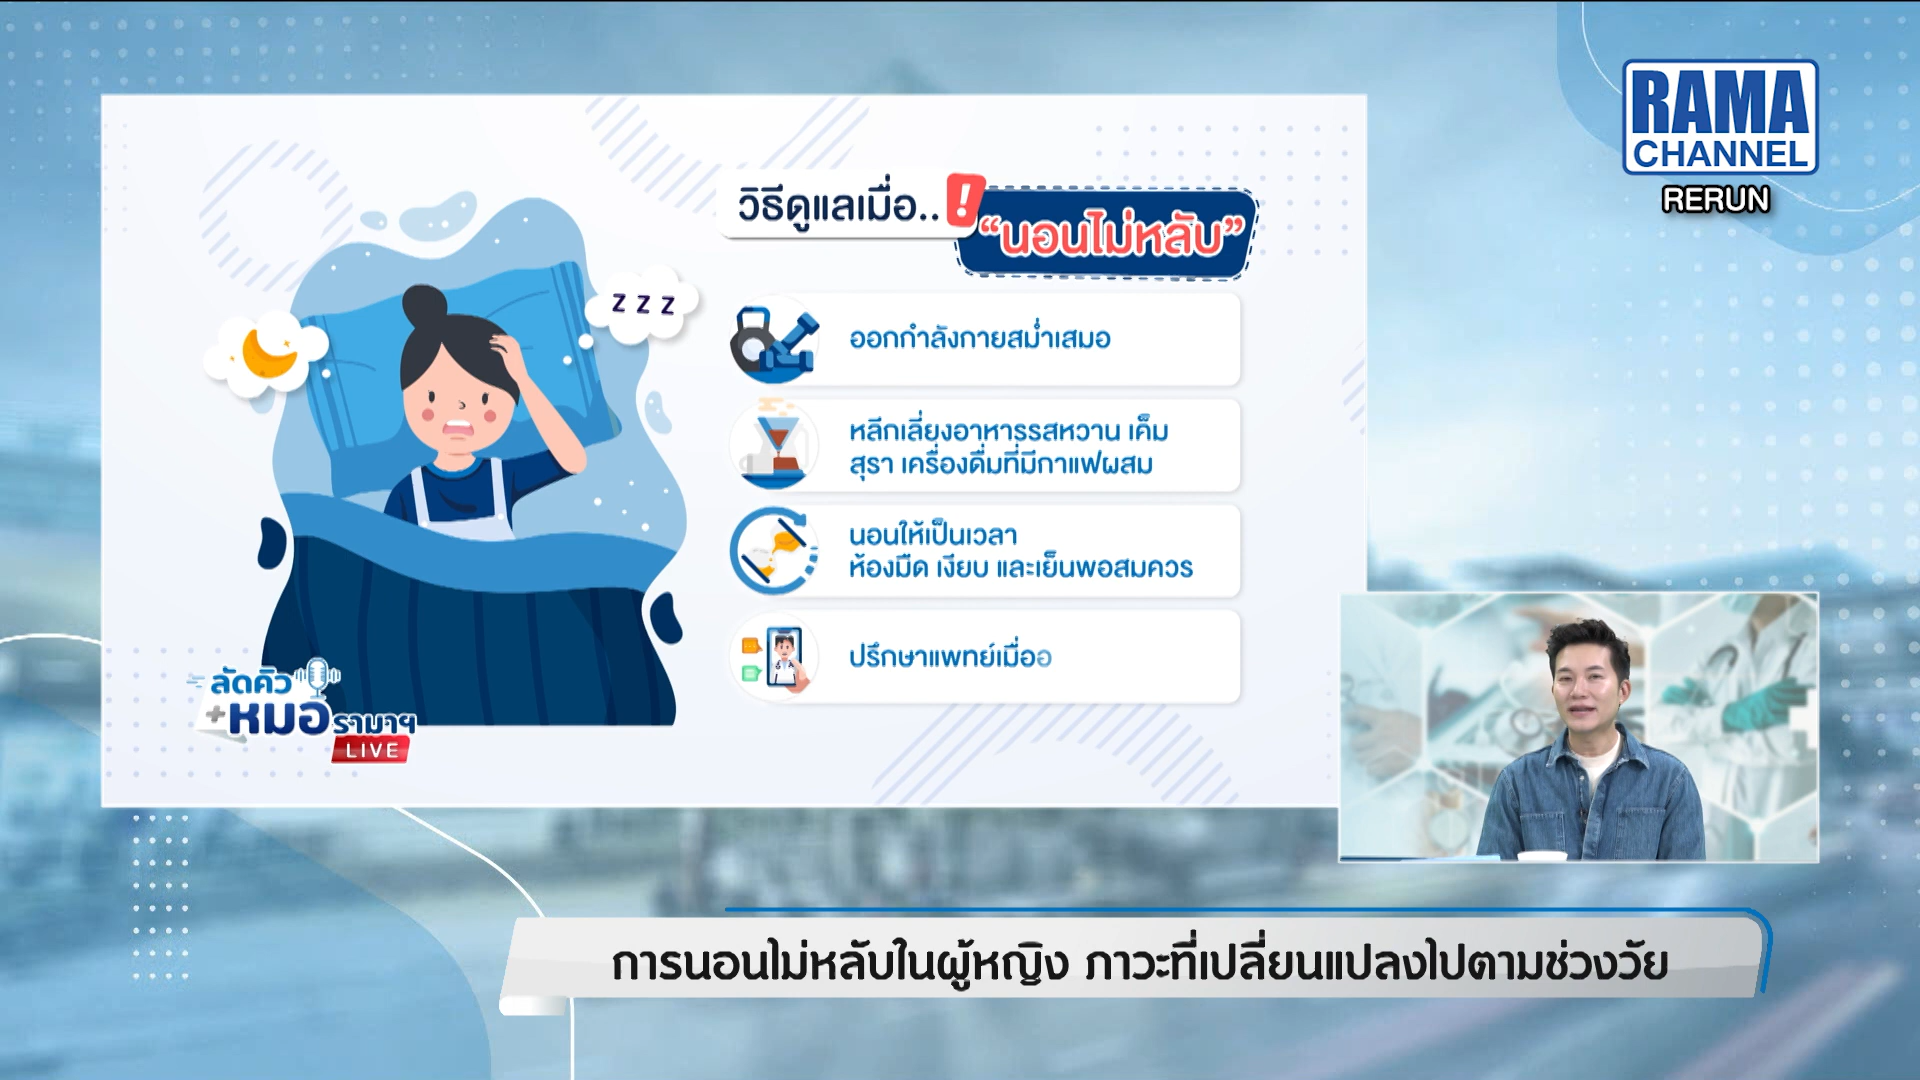 RAMA
CHANNEL
RERUN
วิธีดูแลเมื่อ.. !
“นอนไม่หลับ”
z z z
ออกกำลังกายสม่ำเสมอ
หลีกเลี่ยงอาหารรสหวาน เค็ม
สุรา เครื่องดื่มที่มีกาแฟผสม
นอนให้เป็นเวลา
ห้องมืด เงียบ และเย็นพอสมควร
ปรึกษาแพทย์เมื่ออ
ลัดคิว
+หมอรามาฯ
LIVE
การนอนไม่หลับในผู้หญิง ภาวะที่เปลี่ยนแปลงไปตามช่วงวัย